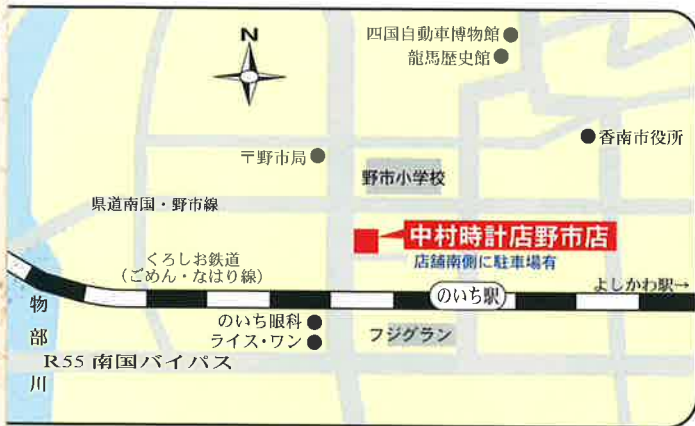 N
四国自動車博物館
龍馬歴史館
香南市役所
〒野市局
野市小学校
県道南国・野市線
中村時計店野市店
店舗南側に駐車場有
くろしお鉄道
(ごめん・なはり線)
よしかわ駅→
のいち駅
物部川
のいち眼科
ライス・ワン
フジグラン
R55 南国バイパス